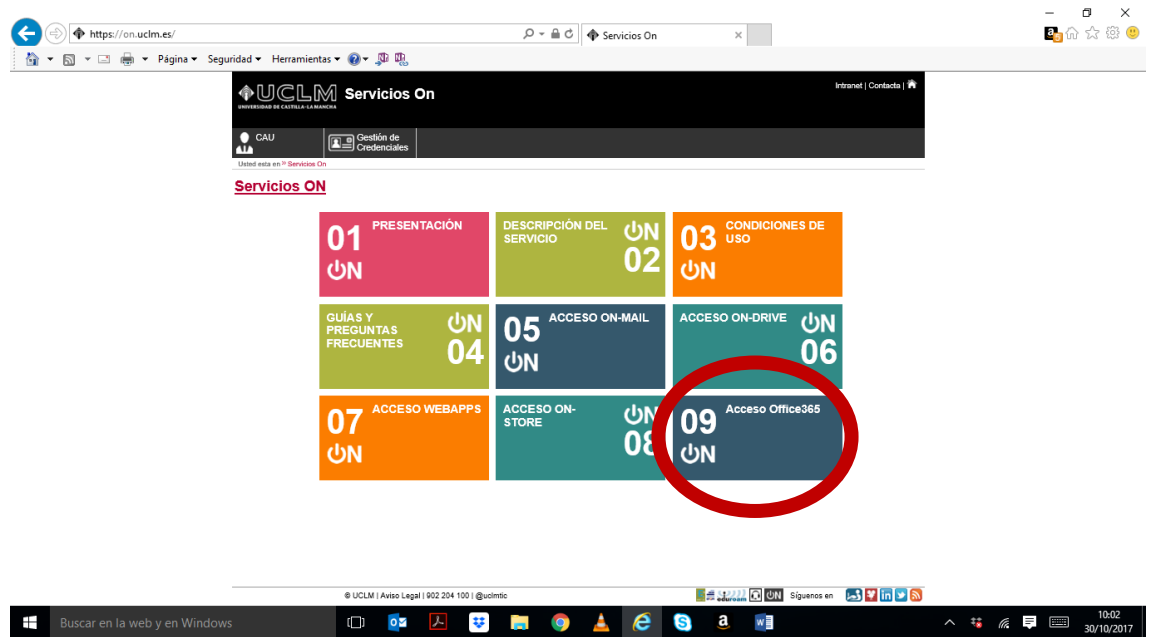 https://on.uclm.es/
Servicios On
Página
Seguridad
Herramientas
UCLM Servicios On
UNIVERSIDAD DE CASTILLA-LA MANCHA
Intranet | Contacta |
CAU
Gestión de
Credenciales
Usted esta en » Servicios On
Servicios ON
01 PRESENTACIÓN
ON
DESCRIPCIÓN DEL
SERVICIO
ON
02
03 CONDICIONES DE
USO
ON
GUÍAS Y
PREGUNTAS
FRECUENTES
ON
04
05 ACCESO ON-MAIL
ON
ACCESO ON-DRIVE
ON
06
07 ACCESO WEBAPPS
ON
ACCESO ON-
STORE
ON
08
09 Acceso Office365
ON
© UCLM | Aviso Legal | 902 204 100 | @uclmtic
eduroam
ON
Síguenos en
Buscar en la web y en Windows
10:02
30/10/2017